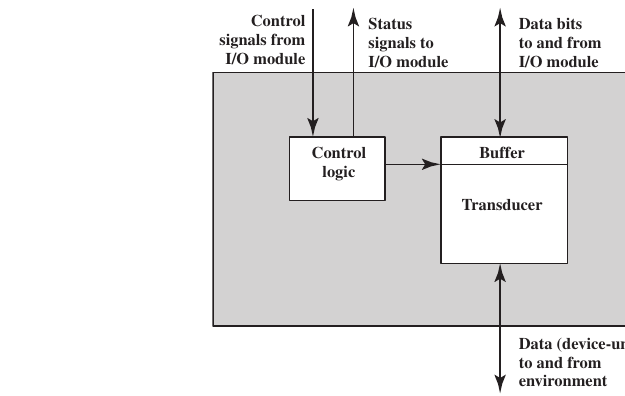 Control
signals from
I/O module
Status
signals to
I/O module
Data bits
to and from
I/O module
Control
logic
Buffer
Transducer
Data (device-un
to and from
environment